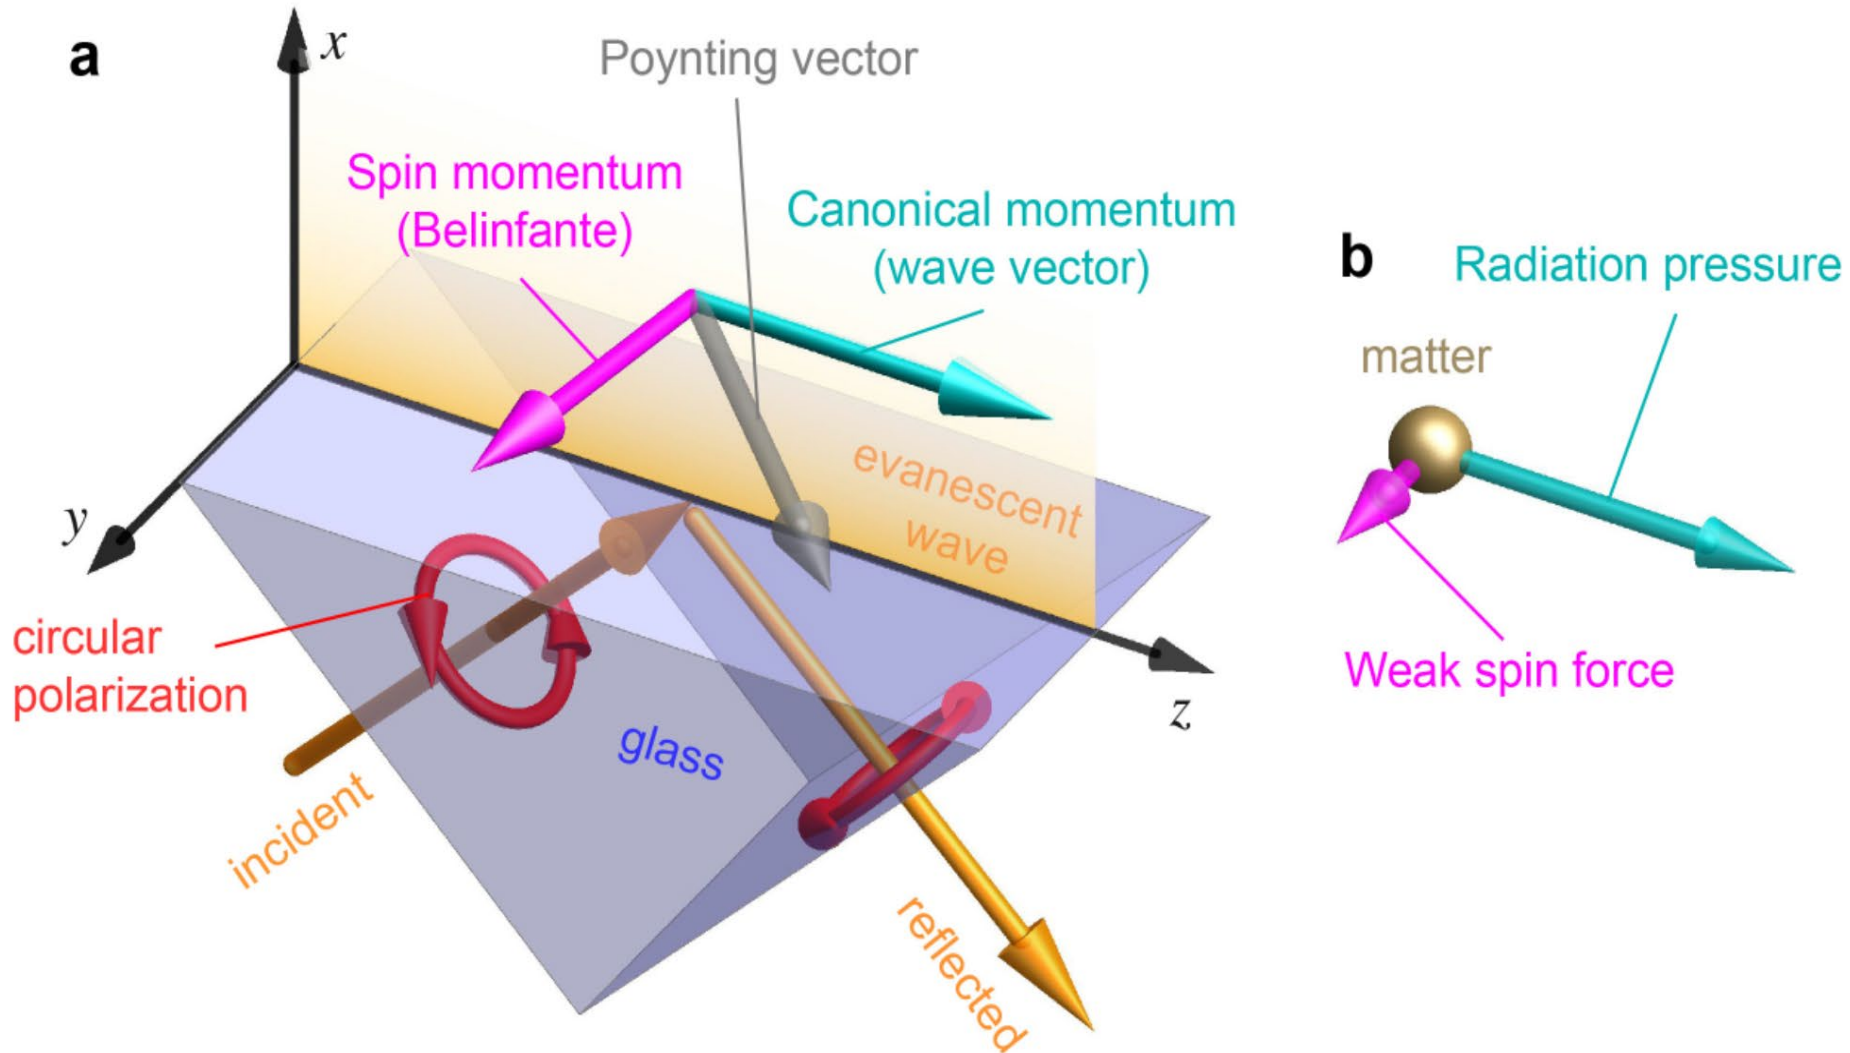 a
x
Poynting vector
Spin momentum
(Belinfante)
Canonical momentum
(wave vector)
y
evanescent
wave
z
circular
polarization
glass
incident
reflected
b
Radiation pressure
matter
Weak spin force